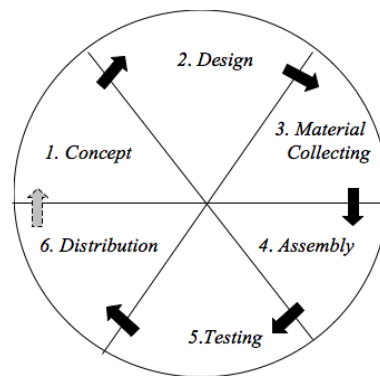 1. Concept
2. Design
3. Material
Collecting
4. Assembly
5.Testing
6. Distribution